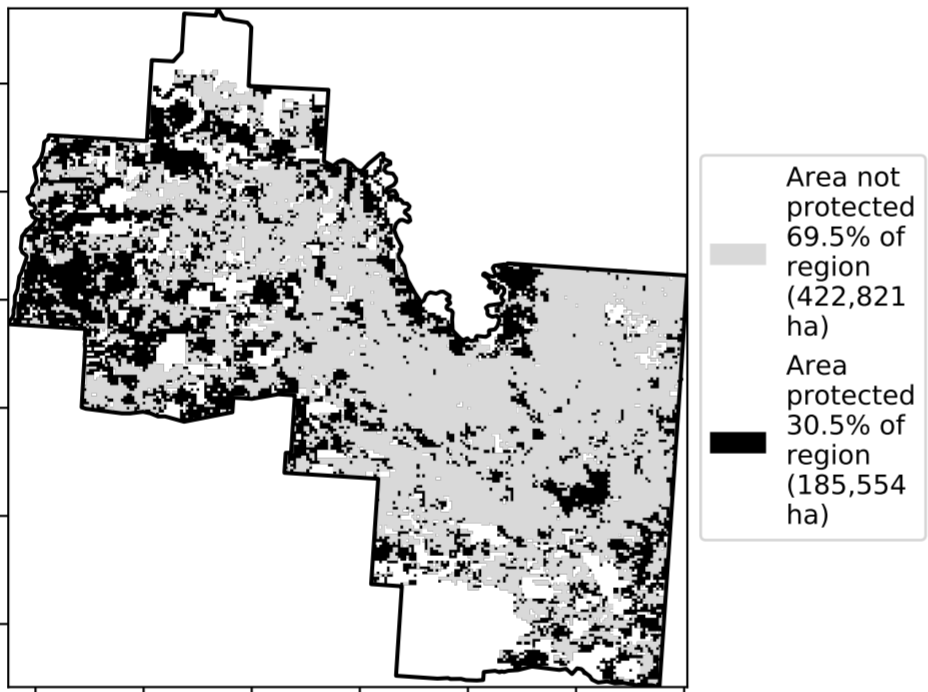 Area not
protected
69.5% of
region
(422,821
ha)
Area
protected
30.5% of
region
(185,554
ha)